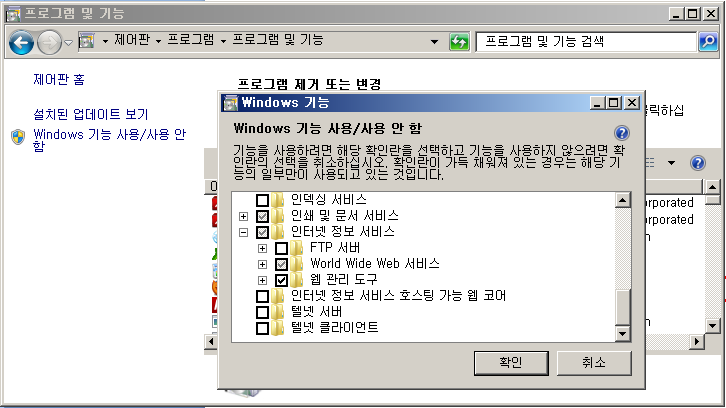 프로그램 및 기능
제어판 프로그램 프로그램 및 기능
프로그램 및 기능 검색
제어판 홈
설치된 업데이트 보기
Windows 기능 사용/사용 안
함
프로그램 제거 또는 변경
릭하십
Windows 기능
Windows 기능 사용/사용 안 함
기능을 사용하려면 해당 확인란을 선택하고 기능을 사용하지 않으려면 확
인란의 선택을 취소하십시오. 확인란이 가득 채워져 있는 경우는 해당 기
능의 일부만이 사용되고 있는 것입니다.
인덱싱 서비스
인쇄 및 문서 서비스
인터넷 정보 서비스
FTP 서버
World Wide Web 서비스
웹 관리 도구
인터넷 정보 서비스 호스팅 가능 웹 코어
텔넷 서버
텔넷 클라이언트
orporated
orporated
확인
취소